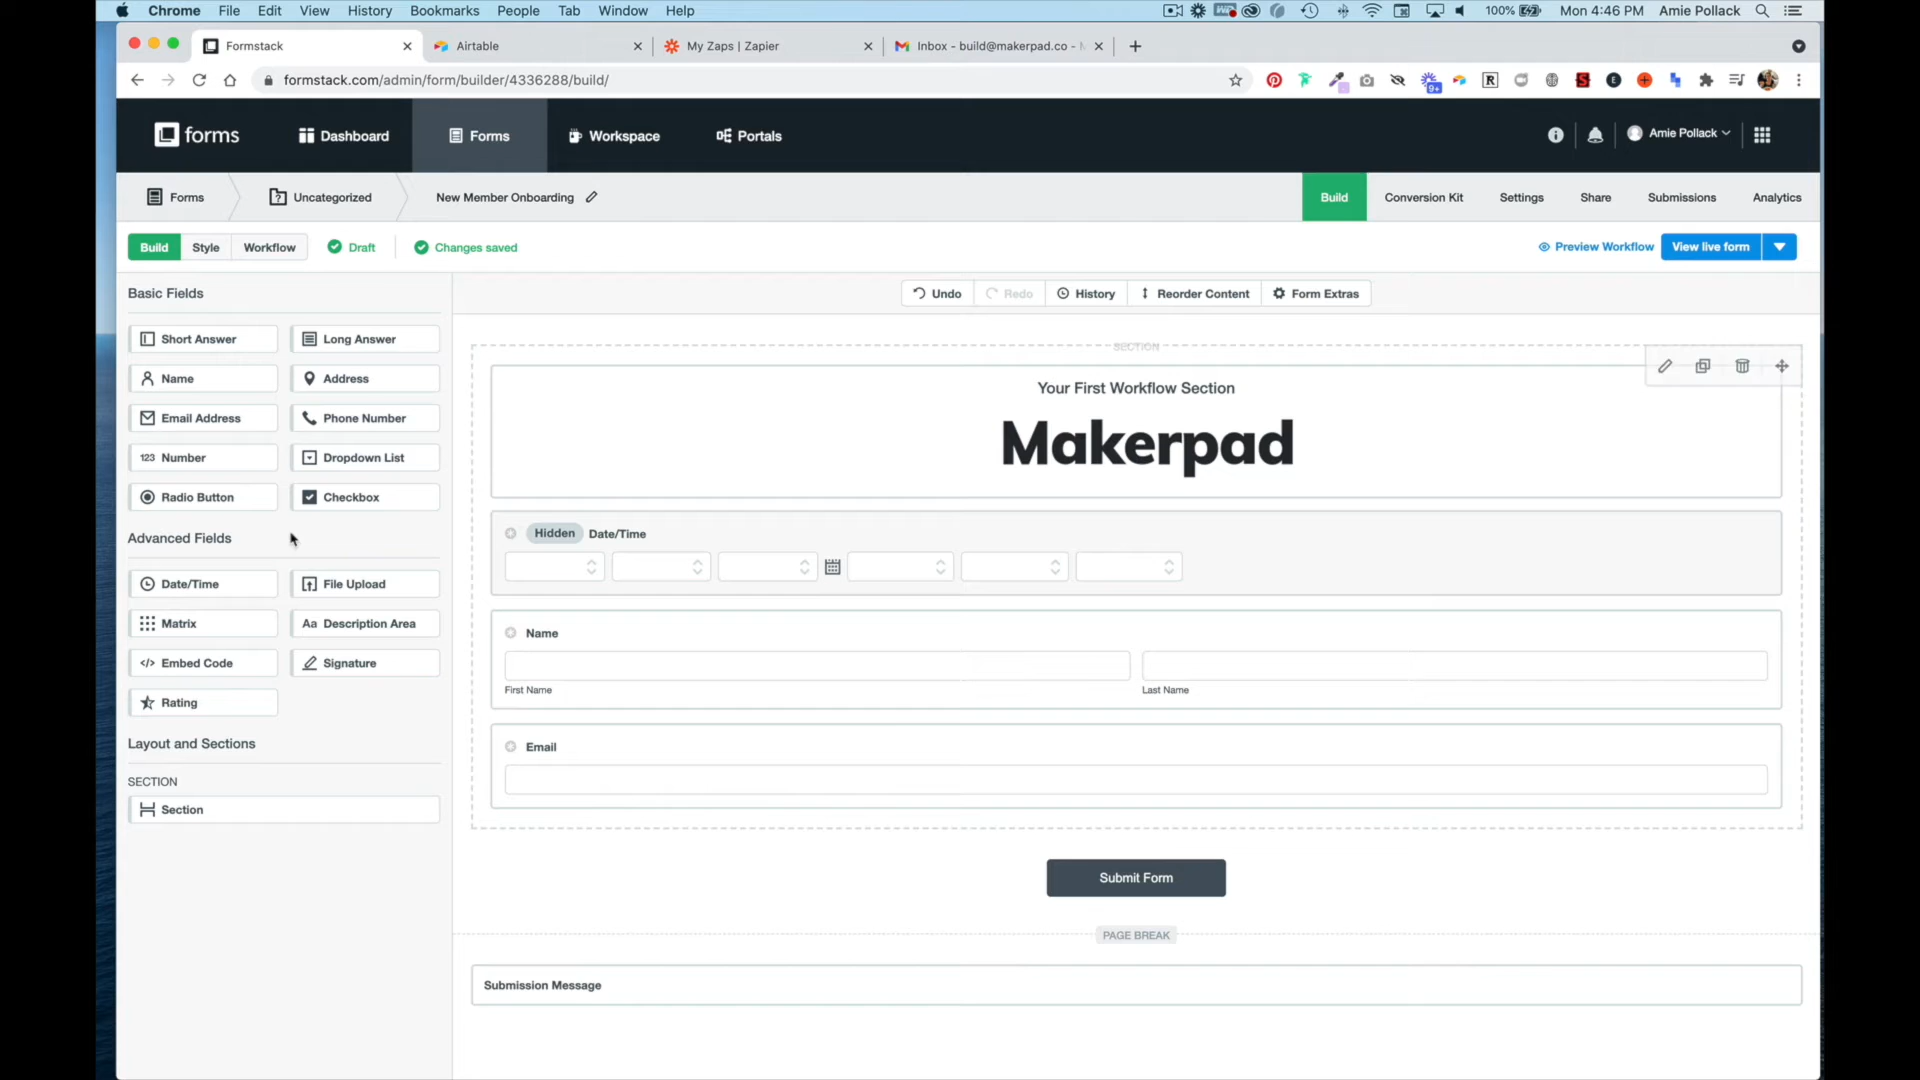 Chrome File Edit View History Bookmarks People Tab Window Help 100% Mon 4:46 PM Amie Pollack
Formstack Airtable My Zaps | Zapier Inbox - build@makerpad.co -
formstack.com/admin/form/builder/4336288/build/
9+
forms Dashboard Forms Workspace Portals Amie Pollack
Forms Uncategorized New Member Onboarding Build Conversion Kit Settings Share Submissions Analytics
Build Style Workflow Draft Changes saved Preview Workflow View live form
Undo Redo History Reorder Content Form Extras
Basic Fields
Short Answer Long Answer
Name Address
Email Address Phone Number
123 Number Dropdown List
Radio Button Checkbox
Advanced Fields
Date/Time File Upload
Matrix Aa Description Area
</> Embed Code Signature
Rating
Layout and Sections
SECTION
Section
SECTION
Your First Workflow Section
Makerpad
Hidden Date/Time
Name
First Name Last Name
Email
Submit Form
PAGE BREAK
Submission Message